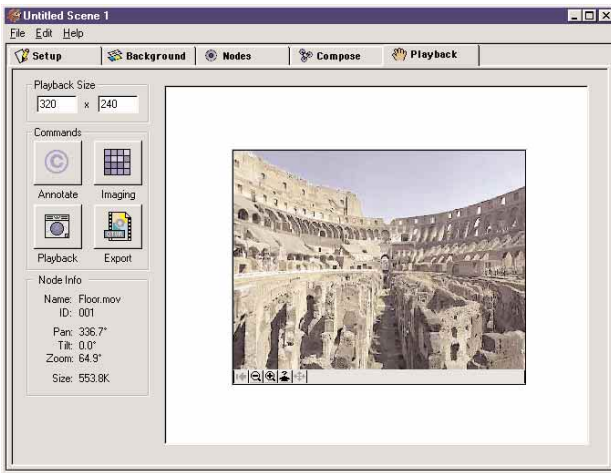 Untitled Scene 1
File Edit Help
Setup Background Nodes Compose Playback
Playback Size
320 x 240
Commands
©
Annotate Imaging
Playback Export
Node Info
Name: Floor.mov
ID: 001
Pan: 336.7°
Tilt: 0.0°
Zoom: 64.9°
Size: 553.8K